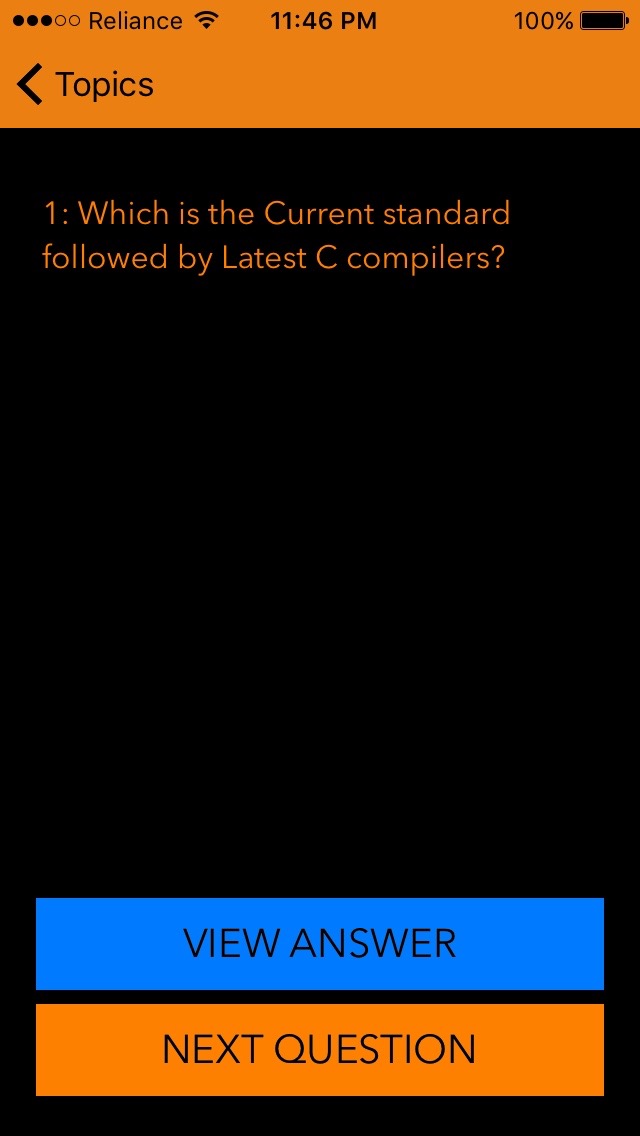 Reliance 11:46 PM 100%
Topics
1: Which is the Current standard
followed by Latest C compilers?
VIEW ANSWER
NEXT QUESTION